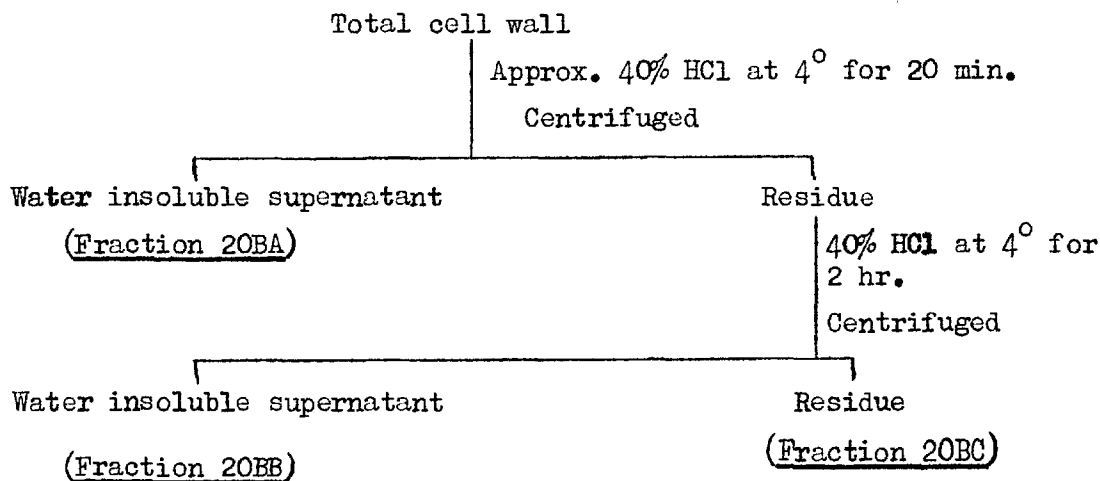 Total cell wall
Approx. 40% HCl at 4° for 20 min.
Centrifuged
Water insoluble supernatant
(Fraction 20BA)
Residue
40% HCl at 4° for
2 hr.
Centrifuged
Water insoluble supernatant
(Fraction 20BB)
Residue
(Fraction 20BC)